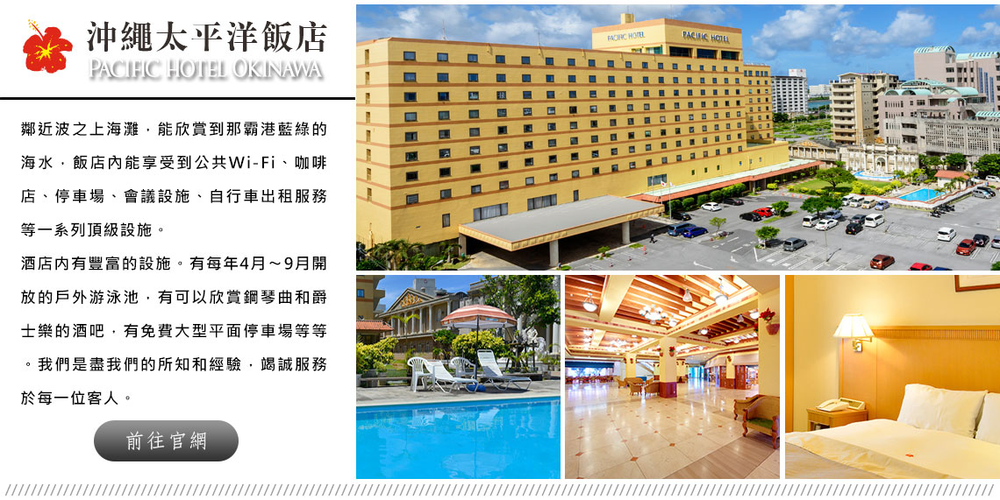 沖繩太平洋飯店
PACIFIC HOTEL OKINAWA
鄰近波之上海灘，能欣賞到那霸港藍綠的
海水，飯店內能享受到公共Wi-Fi、咖啡
店、停車場、會議設施、自行車出租服務
等一系列頂級設施。
酒店内有豐富的設施。有每年4月～9月開
放的戶外游泳池，有可以欣賞鋼琴曲和爵
士樂的酒吧，有免費大型平面停車場等等
。我們是盡我們的所知和經驗，竭誠服務
於每一位客人。
前往官網
PACIFIC HOTEL
PACIFIC HOTEL